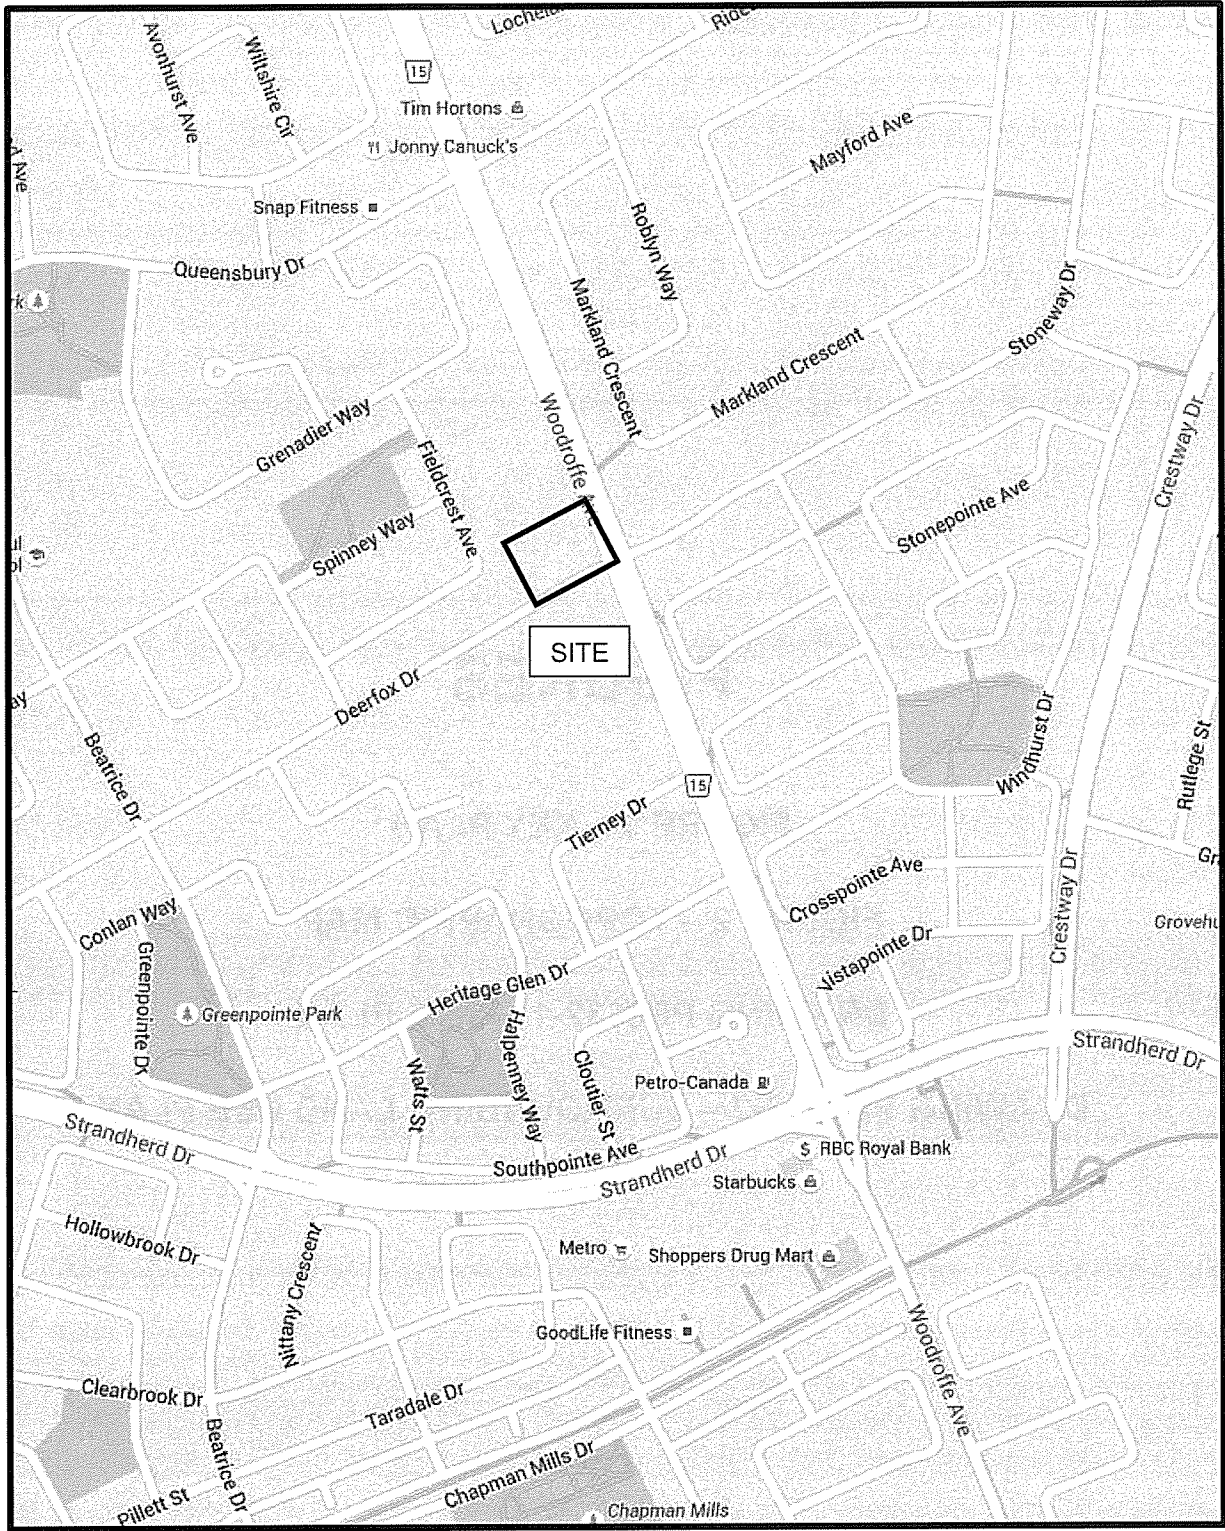 Avonhurst Ave
Wiltshire Cir
15
Tim Hortons
Jonny Canuck's
Mayford Ave
Snap Fitness
Roblyn Way
Queensbury Dr
Markland Crescent
Stoneway Dr
Markland Crescent
Woodroffe
Grenadier Way
Fieldcrest Ave
Crestway Dr
Stonepointe Ave
Spinney Way
SITE
Deerfox Dr
Beatrice Dr
Windhurst Dr
Rutlege St
15
Tierney Dr
Crosspointe Ave
Crestway Dr
Conlan Way
Vistapointe Dr
Greenpointe Dr
Heritage Glen Dr
Greenpointe Park
Halpenney Way
Strandherd Dr
Watts St
Cloutier St
Petro-Canada
Strandherd Dr
RBC Royal Bank
Southpointe Ave
Strandherd Dr
Starbucks
Hollowbrook Dr
Nittany Crescent
Metro
Shoppers Drug Mart
GoodLife Fitness
Woodroffe Ave
Clearbrook Dr
Taradale Dr
Beatrice Dr
Chapman Mills Dr
Pillett St
Chapman Mills